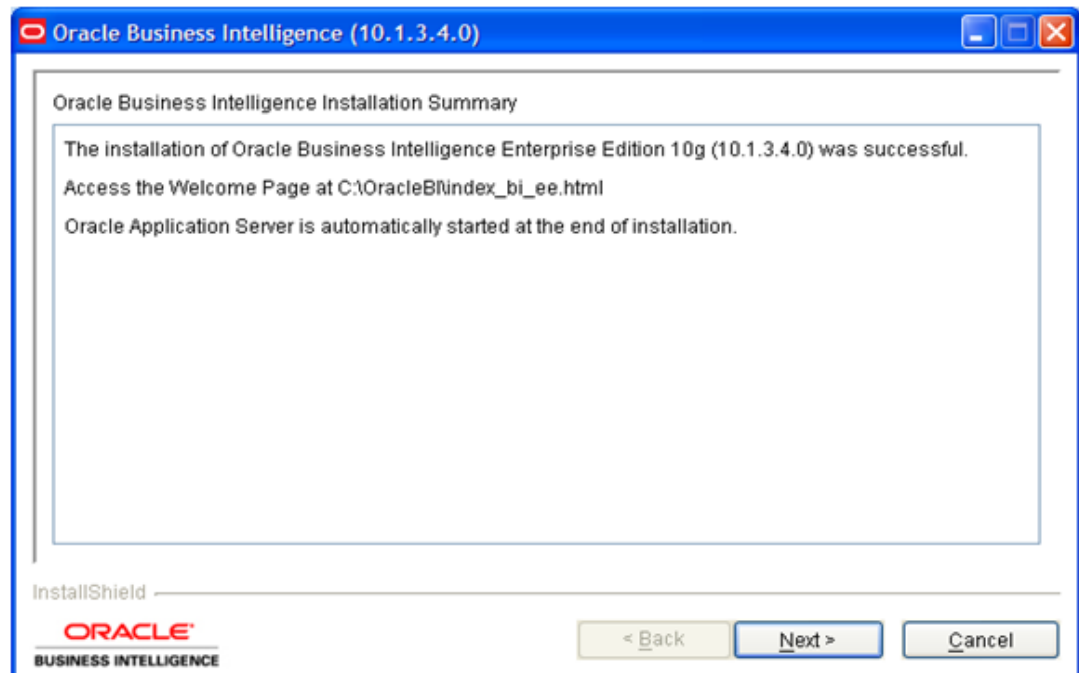 Oracle Business Intelligence (10.1.3.4.0)
Oracle Business Intelligence Installation Summary
The installation of Oracle Business Intelligence Enterprise Edition 10g (10.1.3.4.0) was successful.
Access the Welcome Page at C:\OracleBI\index_bi_ee.html
Oracle Application Server is automatically started at the end of installation.
InstallShield
ORACLE®
BUSINESS INTELLIGENCE
< Back
Next >
Cancel